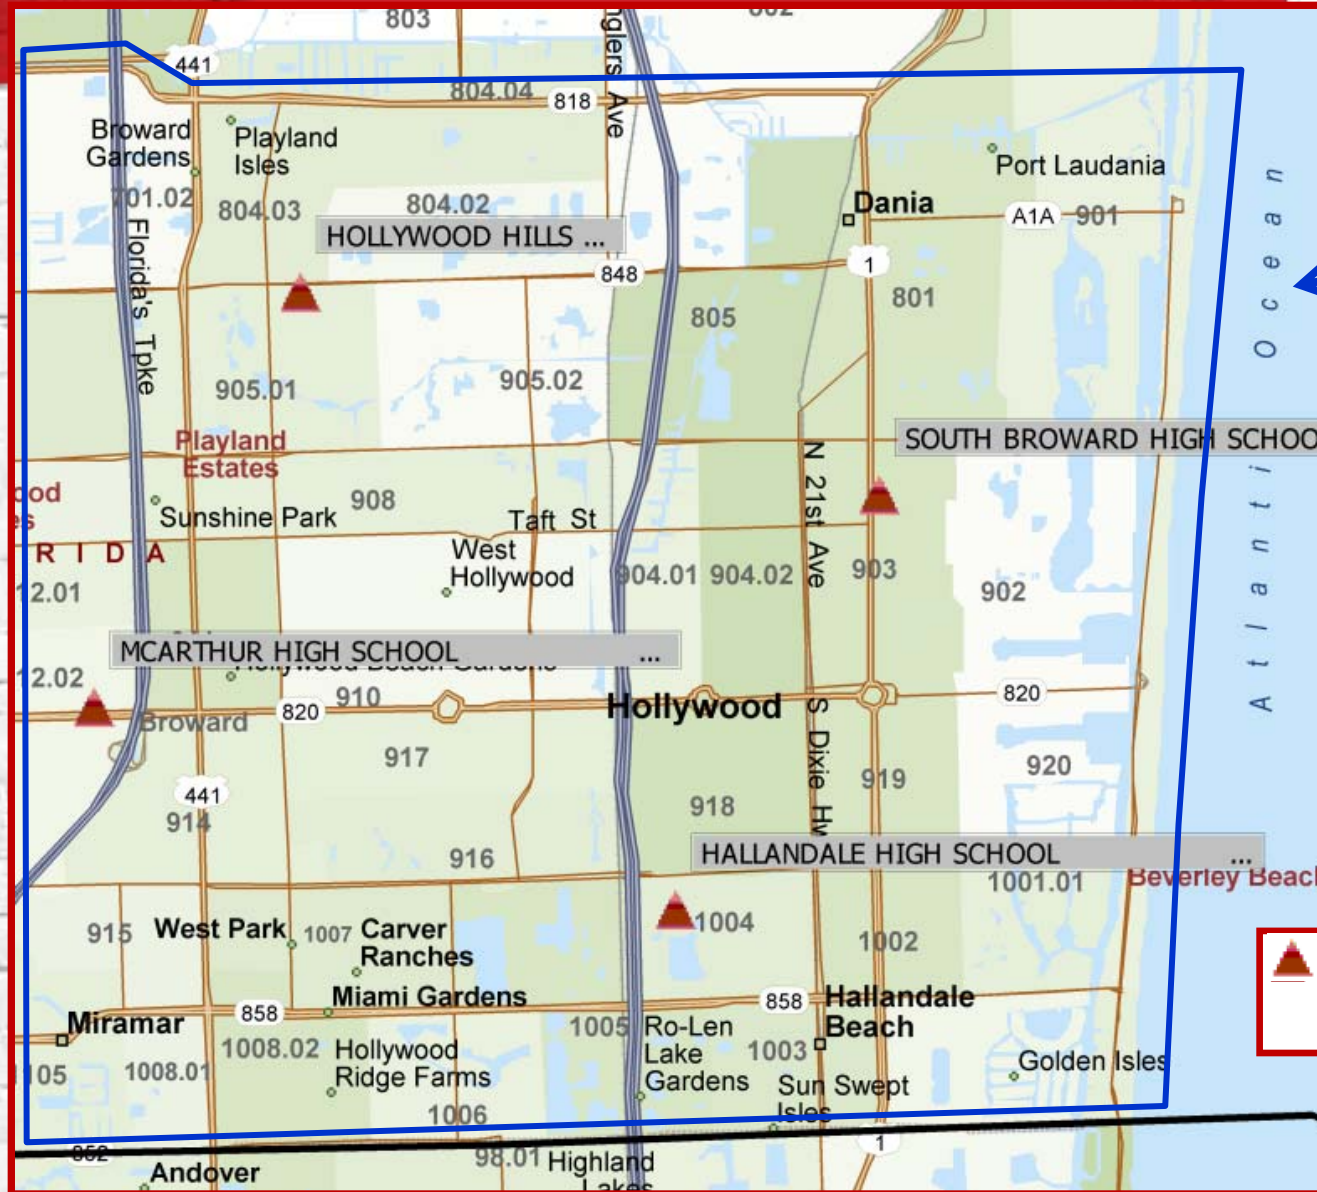 803
441
804.04
818
Broward
Gardens
Playland
Isles
Ave
Port Laudania
701.02
804.03
804.02
Dania
A1A
901
HOLLYWOOD HILLS ...
Florida's Tpke
848
1
801
805
Atlantic Ocean
905.01
905.02
Playland
Estates
SOUTH BROWARD HIGH SCHOO
N 21st Ave
908
Sunshine Park
Taft St
R I D A
West
Hollywood
904.01
904.02
903
902
12.01
MCARTHUR HIGH SCHOOL ...
12.02
Hollywood Beach Gardens
910
820
Hollywood
820
Broward
S Dixie Hw
917
920
919
441
914
918
916
HALLANDALE HIGH SCHOOL ...
1001.01
Beverley Beach
915
West Park
1007
Carver
Ranches
1004
1002
Miami Gardens
858
858
Hallandale
Beach
Miramar
1005
Ro-Len
Lake
Gardens
1008.02
Hollywood
Ridge Farms
1003
105
1008.01
Golden Isles
Sun Swept
Isles
1006
1
852
98.01
Highland
Lakes
Andover